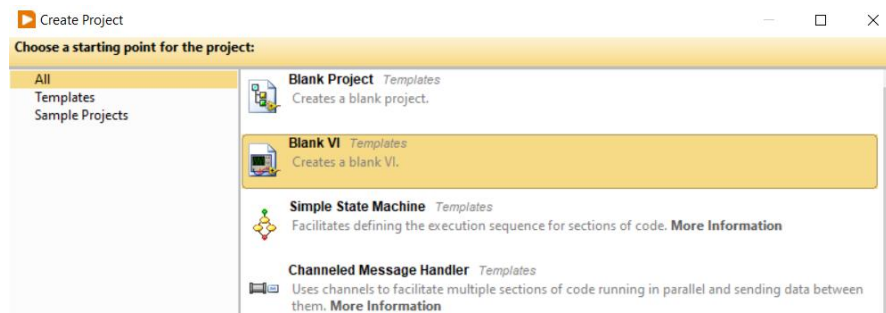 Create Project
Choose a starting point for the project:
All
Templates
Sample Projects
Blank Project Templates
Creates a blank project.
Blank VI Templates
Creates a blank VI.
Simple State Machine Templates
Facilitates defining the execution sequence for sections of code. More Information
Channeled Message Handler Templates
Uses channels to facilitate multiple sections of code running in parallel and sending data between
them. More Information